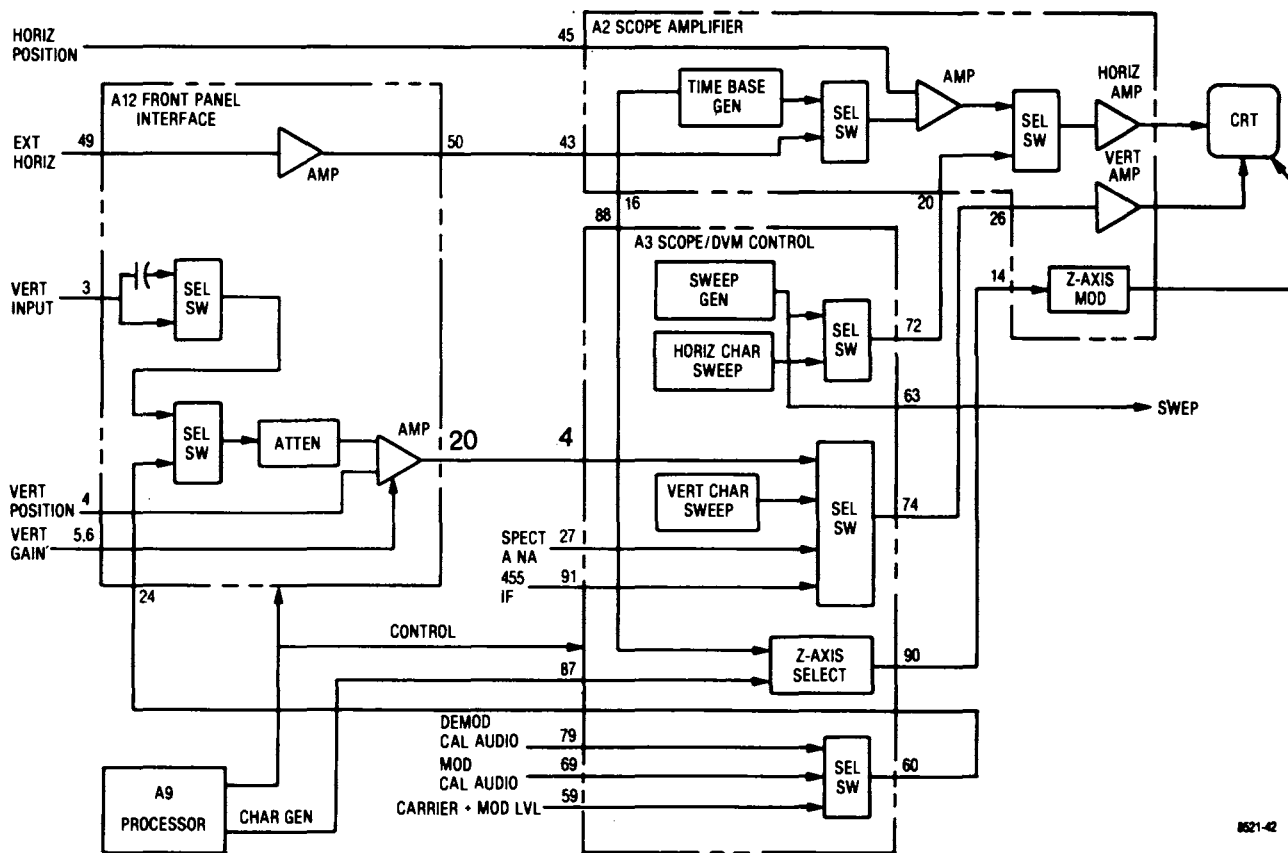 A2 SCOPE AMPLIFIER
HORIZ
POSITION
45
A12 FRONT PANEL
INTERFACE
TIME BASE
GEN
SEL
SW
AMP
SEL
SW
HORIZ
AMP
CRT
EXT
HORIZ
49
AMP
50
43
VERT
AMP
16
20
26
88
A3 SCOPE/DVM CONTROL
VERT
INPUT
3
SEL
SW
SWEEP
GEN
14
Z-AXIS
MOD
HORIZ CHAR
SWEEP
SEL
SW
72
63
SWEP
SEL
SW
ATTEN
AMP
20
4
VERT
POSITION
4
VERT
GAIN'
5,6
VERT CHAR
SWEEP
SEL
SW
74
SPECT
A NA
27
455
IF
91
24
CONTROL
87
Z-AXIS
SELECT
90
DEMOD
CAL AUDIO
79
MOD
CAL AUDIO
69
CARRIER + MOD LVL
59
SEL
SW
60
A9
PROCESSOR
CHAR GEN
8521-42